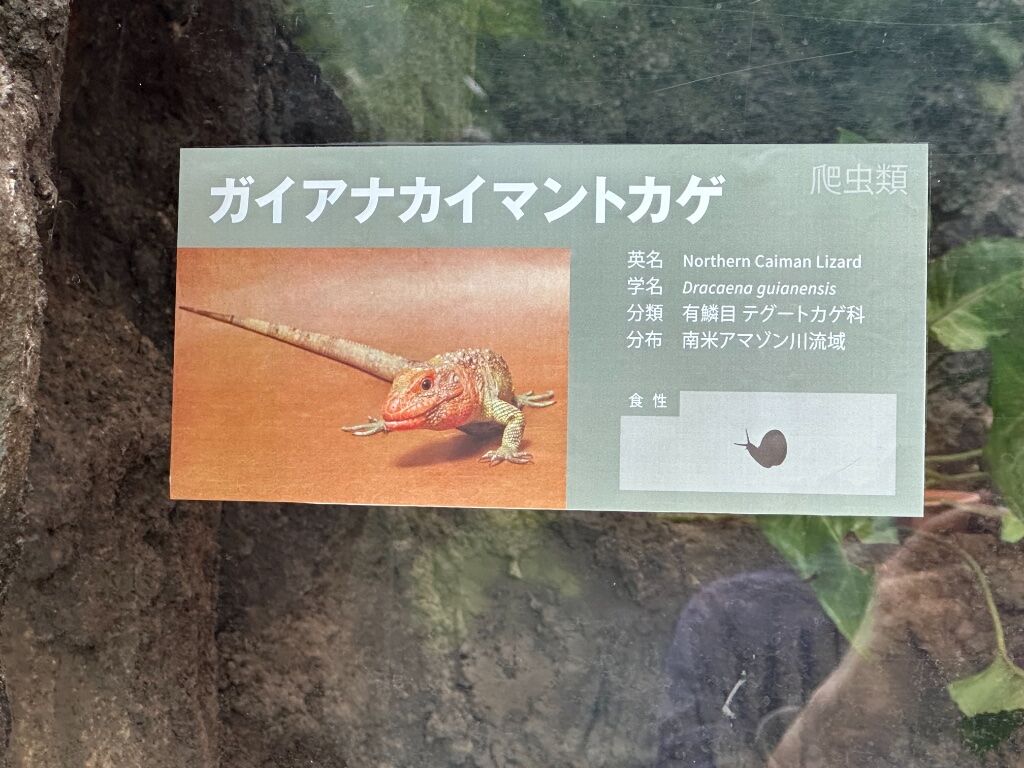 ガイアナカイマントカゲ
爬虫類
英名 Northern Caiman Lizard
学名 Dracaena guianensis
分類 有鱗目 テグートカゲ科
分布 南米アマゾン川流域
食性